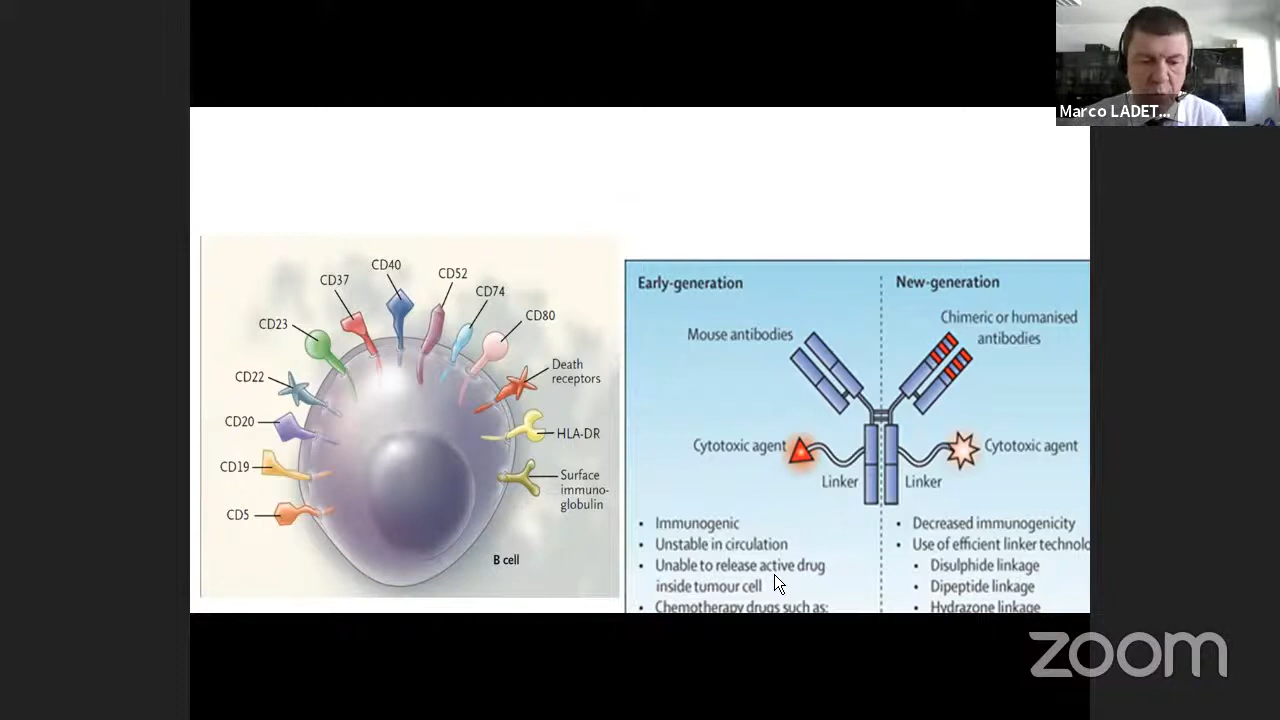 Marco LADET...
CD40
CD52
CD37
CD74
CD80
CD23
Death
receptors
CD22
CD20
HLA-DR
CD19
Surface
immuno-
globulin
CD5
B cell
Early-generation
New-generation
Chimeric or humanised
antibodies
Mouse antibodies
Cytotoxic agent
Cytotoxic agent
Linker
Linker
• Immunogenic
• Unstable in circulation
• Unable to release active drug
inside tumour cell
• Chemotherapy drugs such as:
• Decreased immunogenicity
• Use of efficient linker technolo
• Disulphide linkage
• Dipeptide linkage
• Hydrazone linkage
zoom